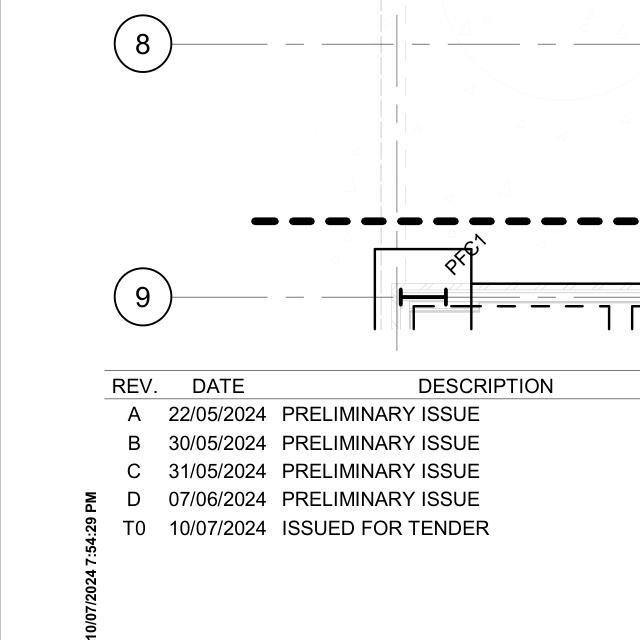 8
PFC1
9
REV. DATE DESCRIPTION
A 22/05/2024 PRELIMINARY ISSUE
B 30/05/2024 PRELIMINARY ISSUE
C 31/05/2024 PRELIMINARY ISSUE
D 07/06/2024 PRELIMINARY ISSUE
T0 10/07/2024 ISSUED FOR TENDER
10/07/2024 7:54:29 PM